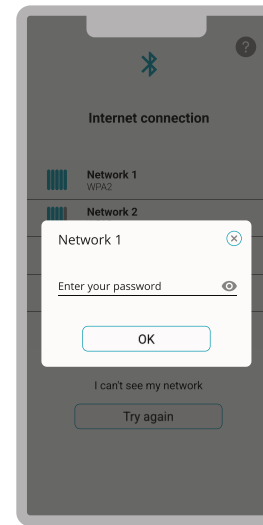 ?
Internet connection
Network 1
WPA2
Network 2
Network 1
Enter your password
OK
I can't see my network
Try again